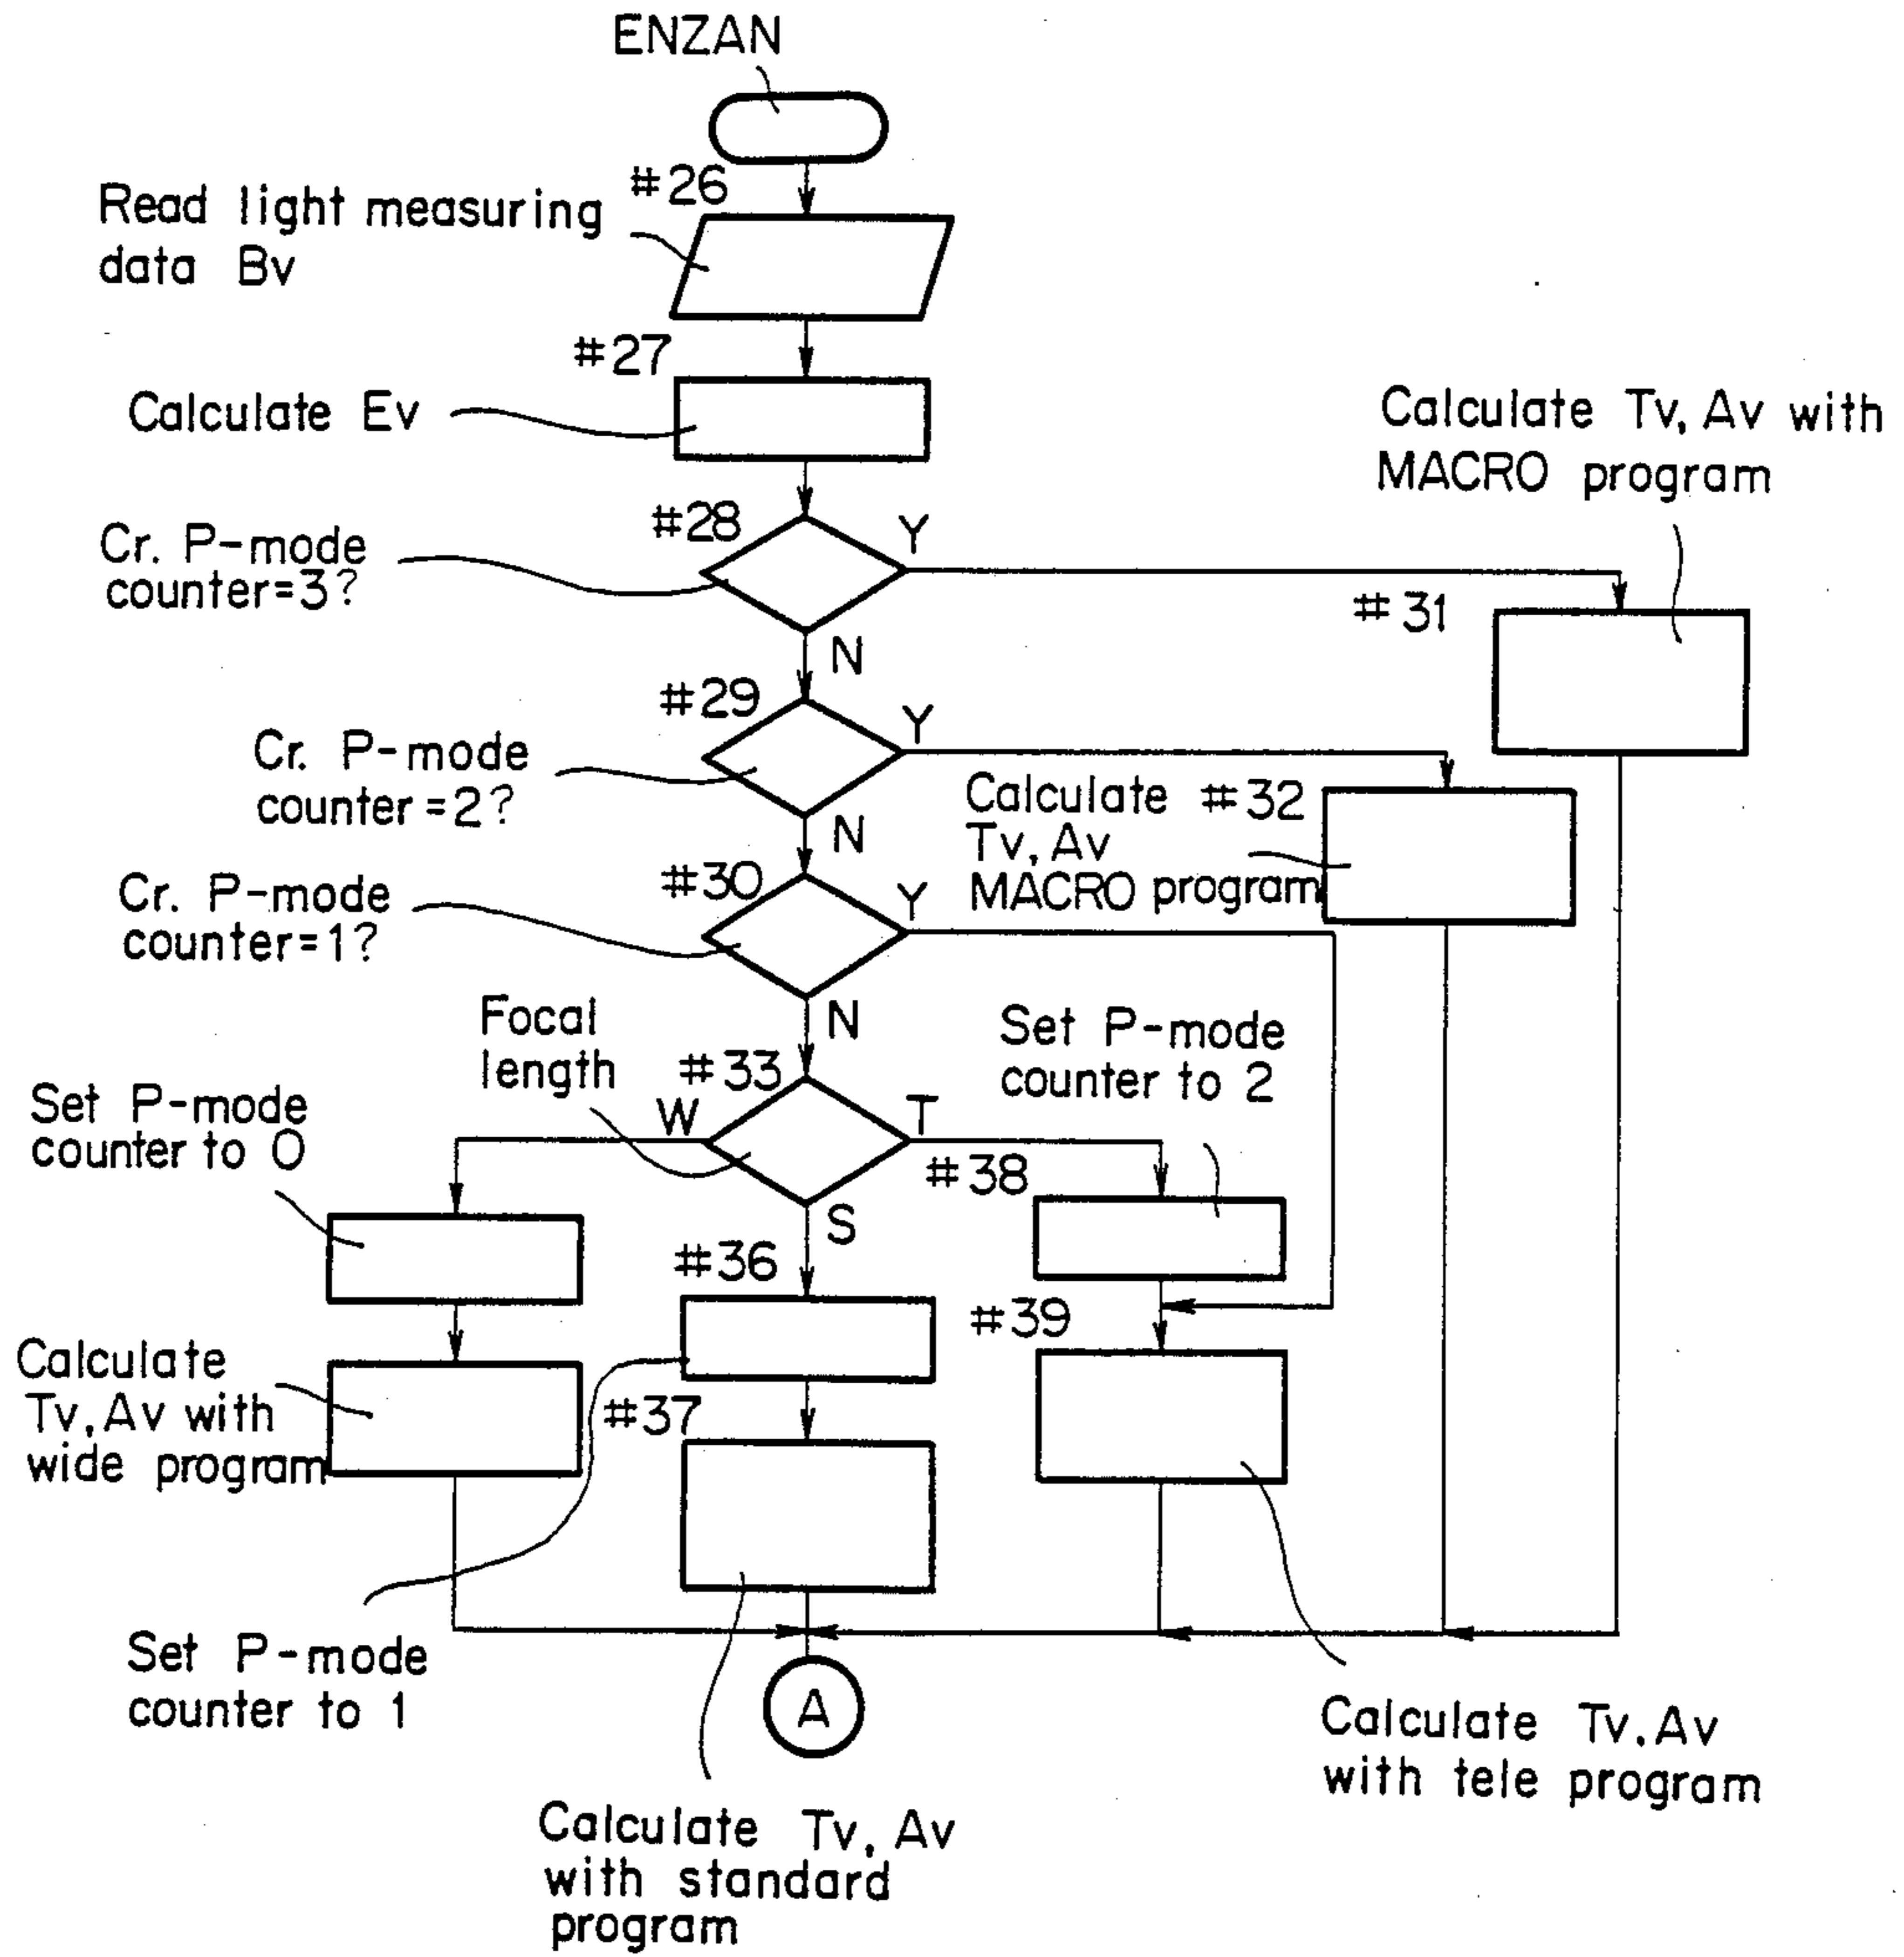 ENZAN
#26
Read light measuring
data Bv
#27
Calculate Ev
Calculate Tv, Av with
MACRO program
#28
Y
Cr. P-mode
counter=3?
#31
N
#29
Y
Cr. P-mode
counter=2?
Calculate #32
Tv, Av
MACRO program
N
#30
Y
Cr. P-mode
counter=1?
N
Focal
length
#33
Set P-mode
counter to 2
W
T
Set P-mode
counter to 0
#38
S
#36
#39
Calculate
Tv, Av with
wide program
#37
Set P-mode
counter to 1
A
Calculate Tv, Av
with tele program
Calculate Tv, Av
with standard
program